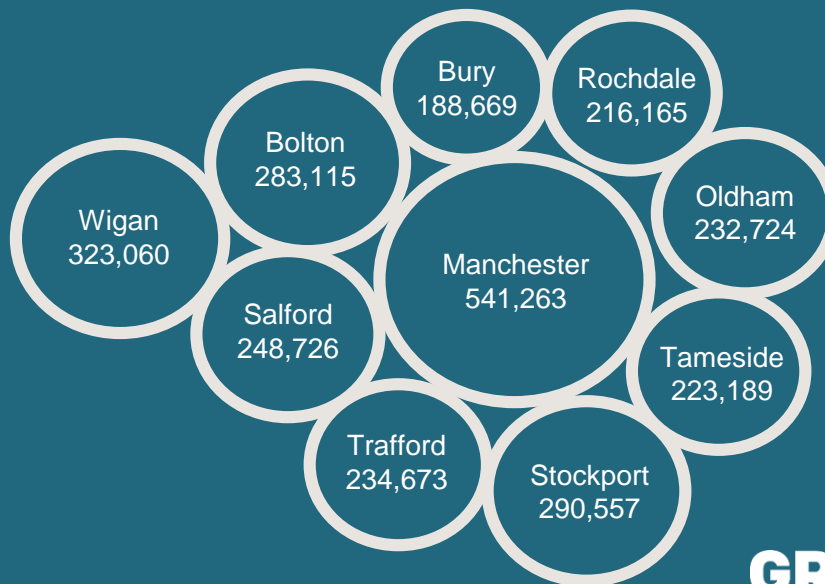 Bury
188,669
Rochdale
216,165
Bolton
283,115
Oldham
232,724
Wigan
323,060
Manchester
541,263
Salford
248,726
Tameside
223,189
Trafford
234,673
Stockport
290,557